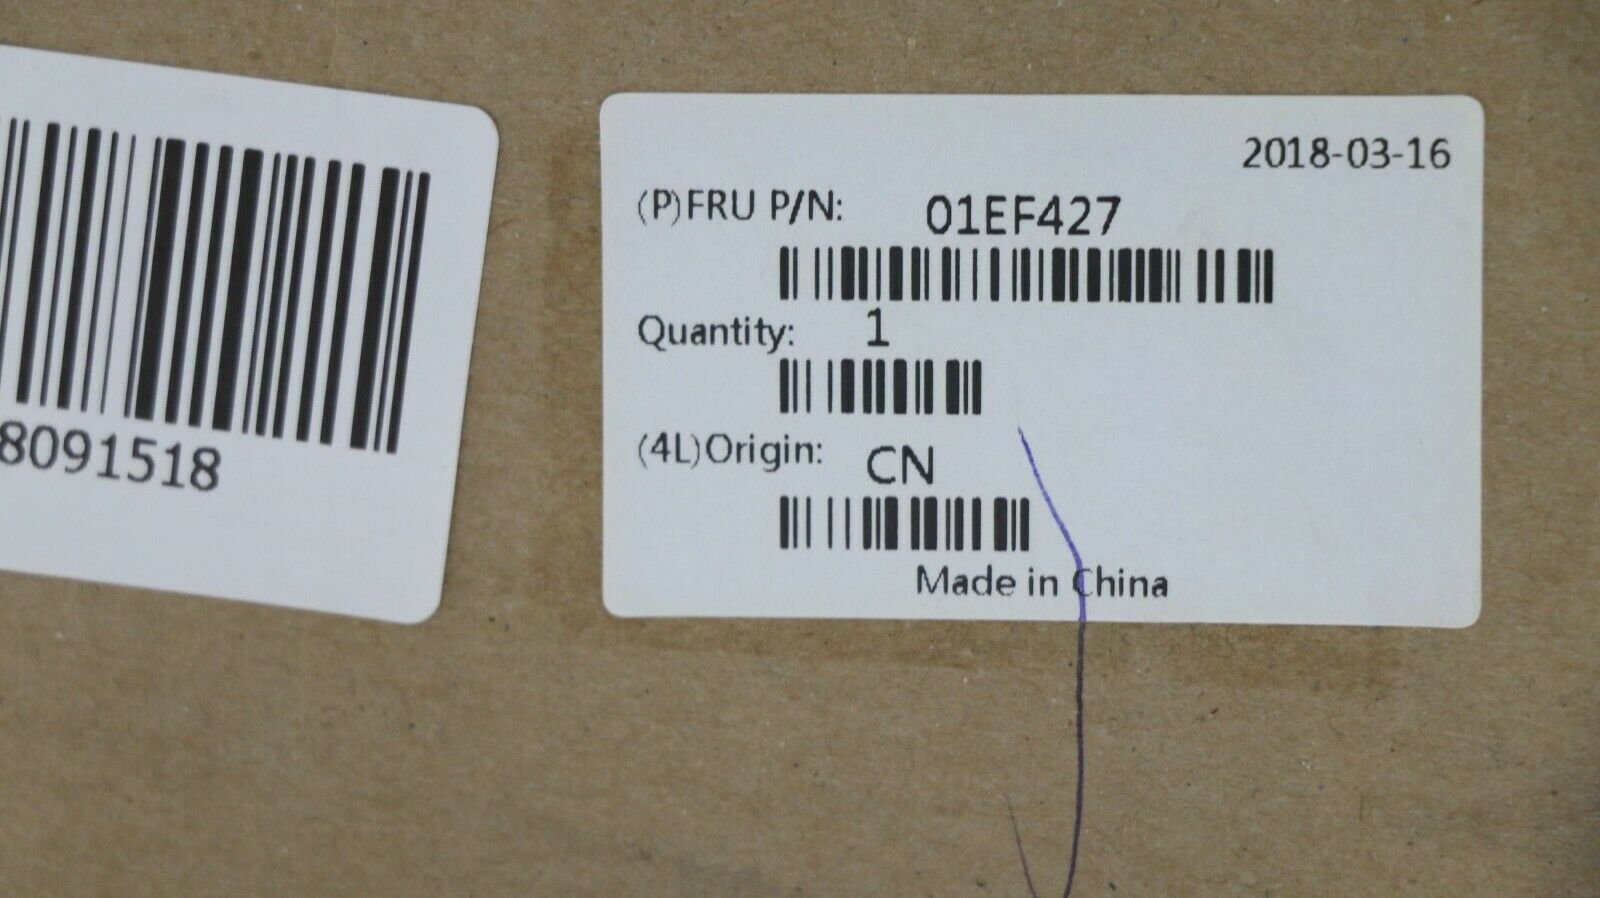 8091518
2018-03-16
(P)FRU P/N: 01EF427
Quantity: 1
(4L)Origin: CN
Made in China